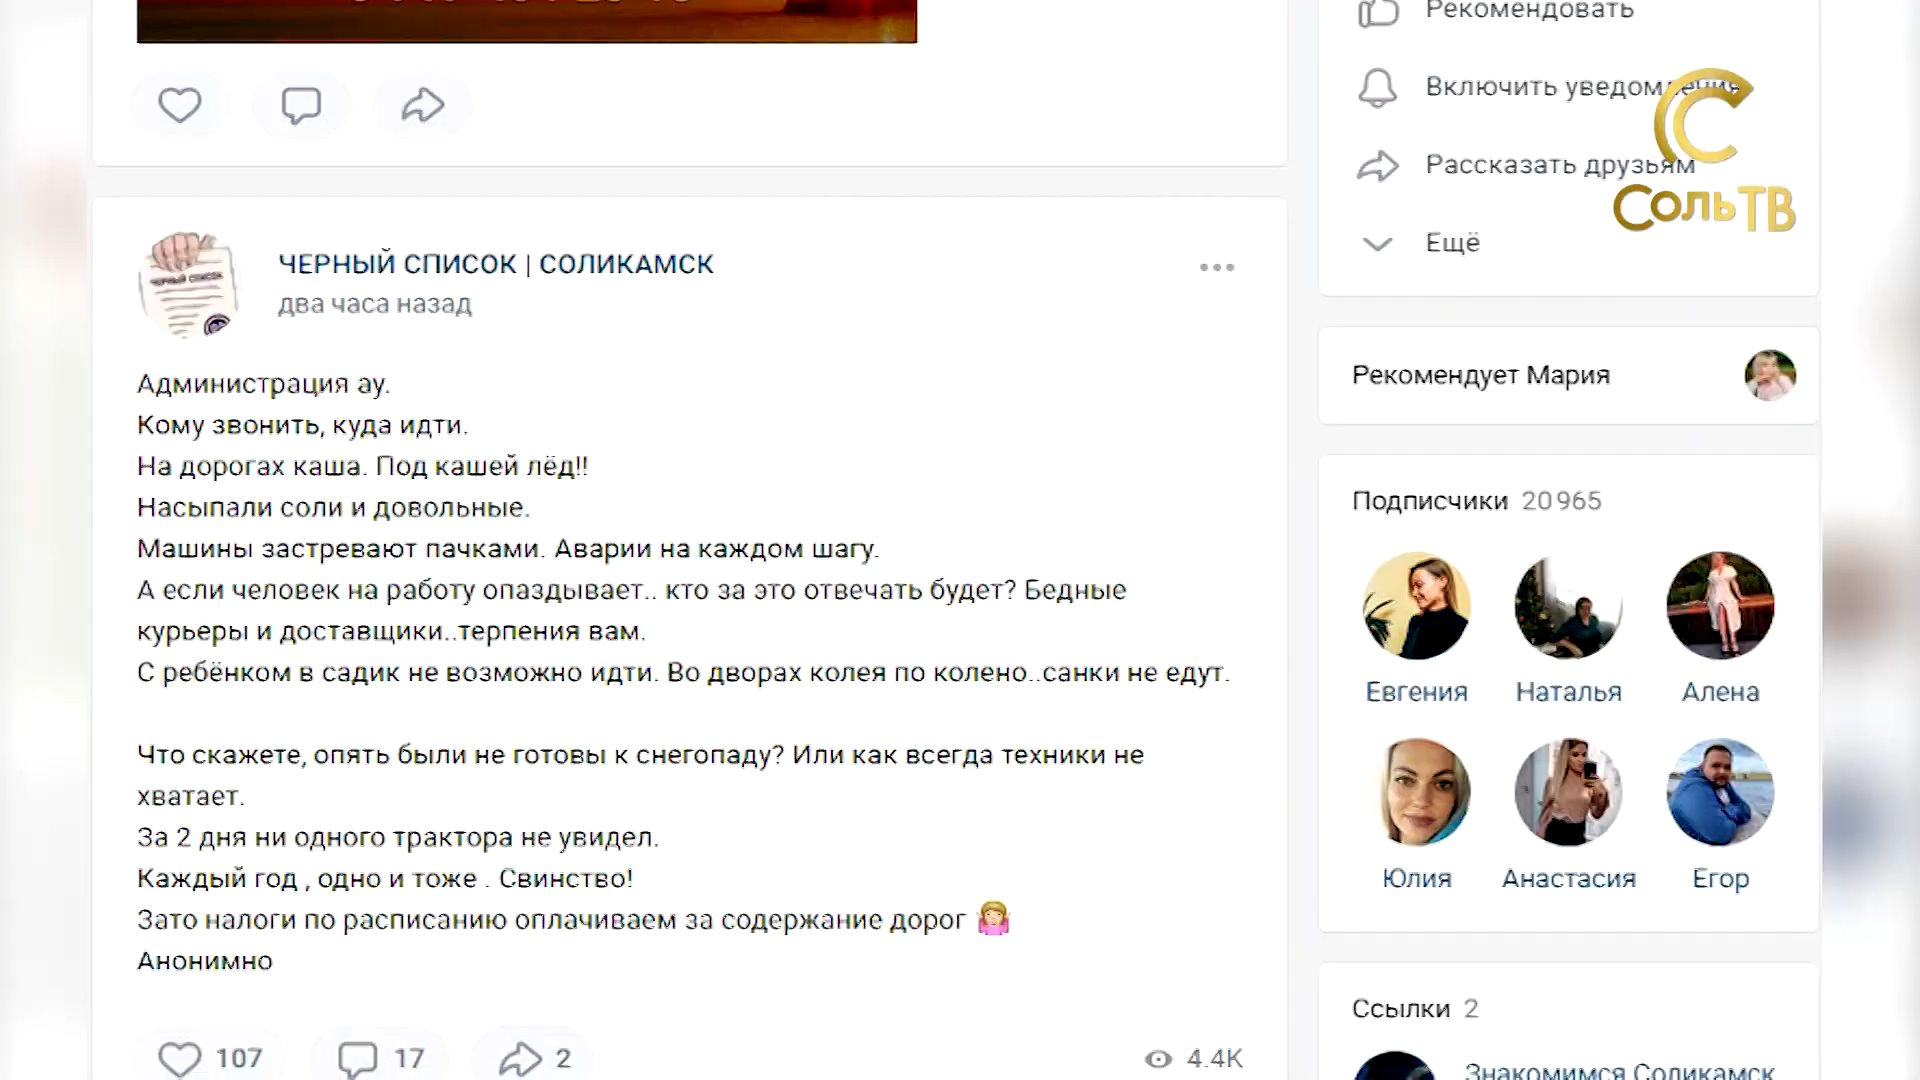 Рекомендовать
Включить уведомления
Рассказать друзьям
Ещё
СольТВ
ЧЕРНЫЙ СПИСОК | СОЛИКАМСК
два часа назад
ЧЕРНЫЙ СПИСОК
Администрация ау.
Кому звонить, куда идти.
На дорогах каша. Под кашей лёд!!
Насыпали соли и довольные.
Машины застревают пачками. Аварии на каждом шагу.
А если человек на работу опаздывает.. кто за это отвечать будет? Бедные
курьеры и доставщики..терпения вам.
С ребёнком в садик не возможно идти. Во дворах колея по колено..санки не едут.
Что скажете, опять были не готовы к снегопаду? Или как всегда техники не
хватает.
За 2 дня ни одного трактора не увидел.
Каждый год , одно и тоже . Свинство!
Зато налоги по расписанию оплачиваем за содержание дорог 🤷🏼‍♀️
Анонимно
107
17
2
4.4K
Рекомендует Мария
Подписчики 20 965
Евгения
Наталья
Алена
Юлия
Анастасия
Егор
Ссылки 2
Знакомимся Соликамск